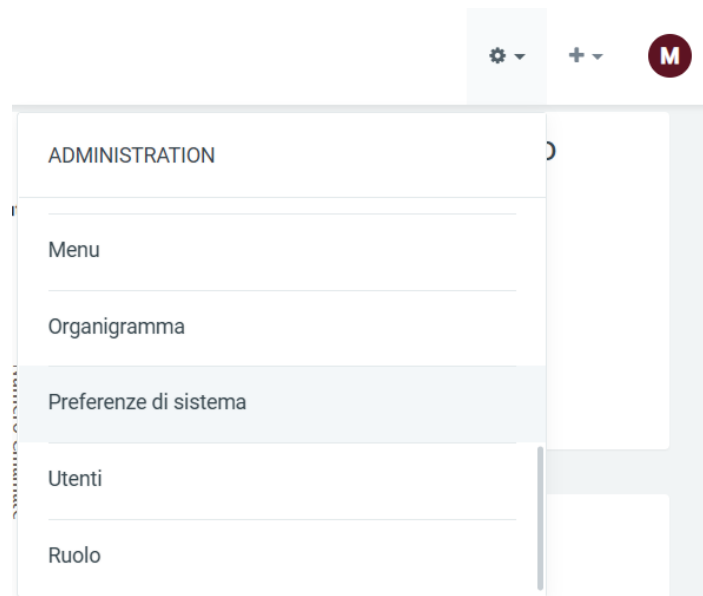 M
ADMINISTRATION
Menu
Organigramma
Preferenze di sistema
Utenti
Ruolo